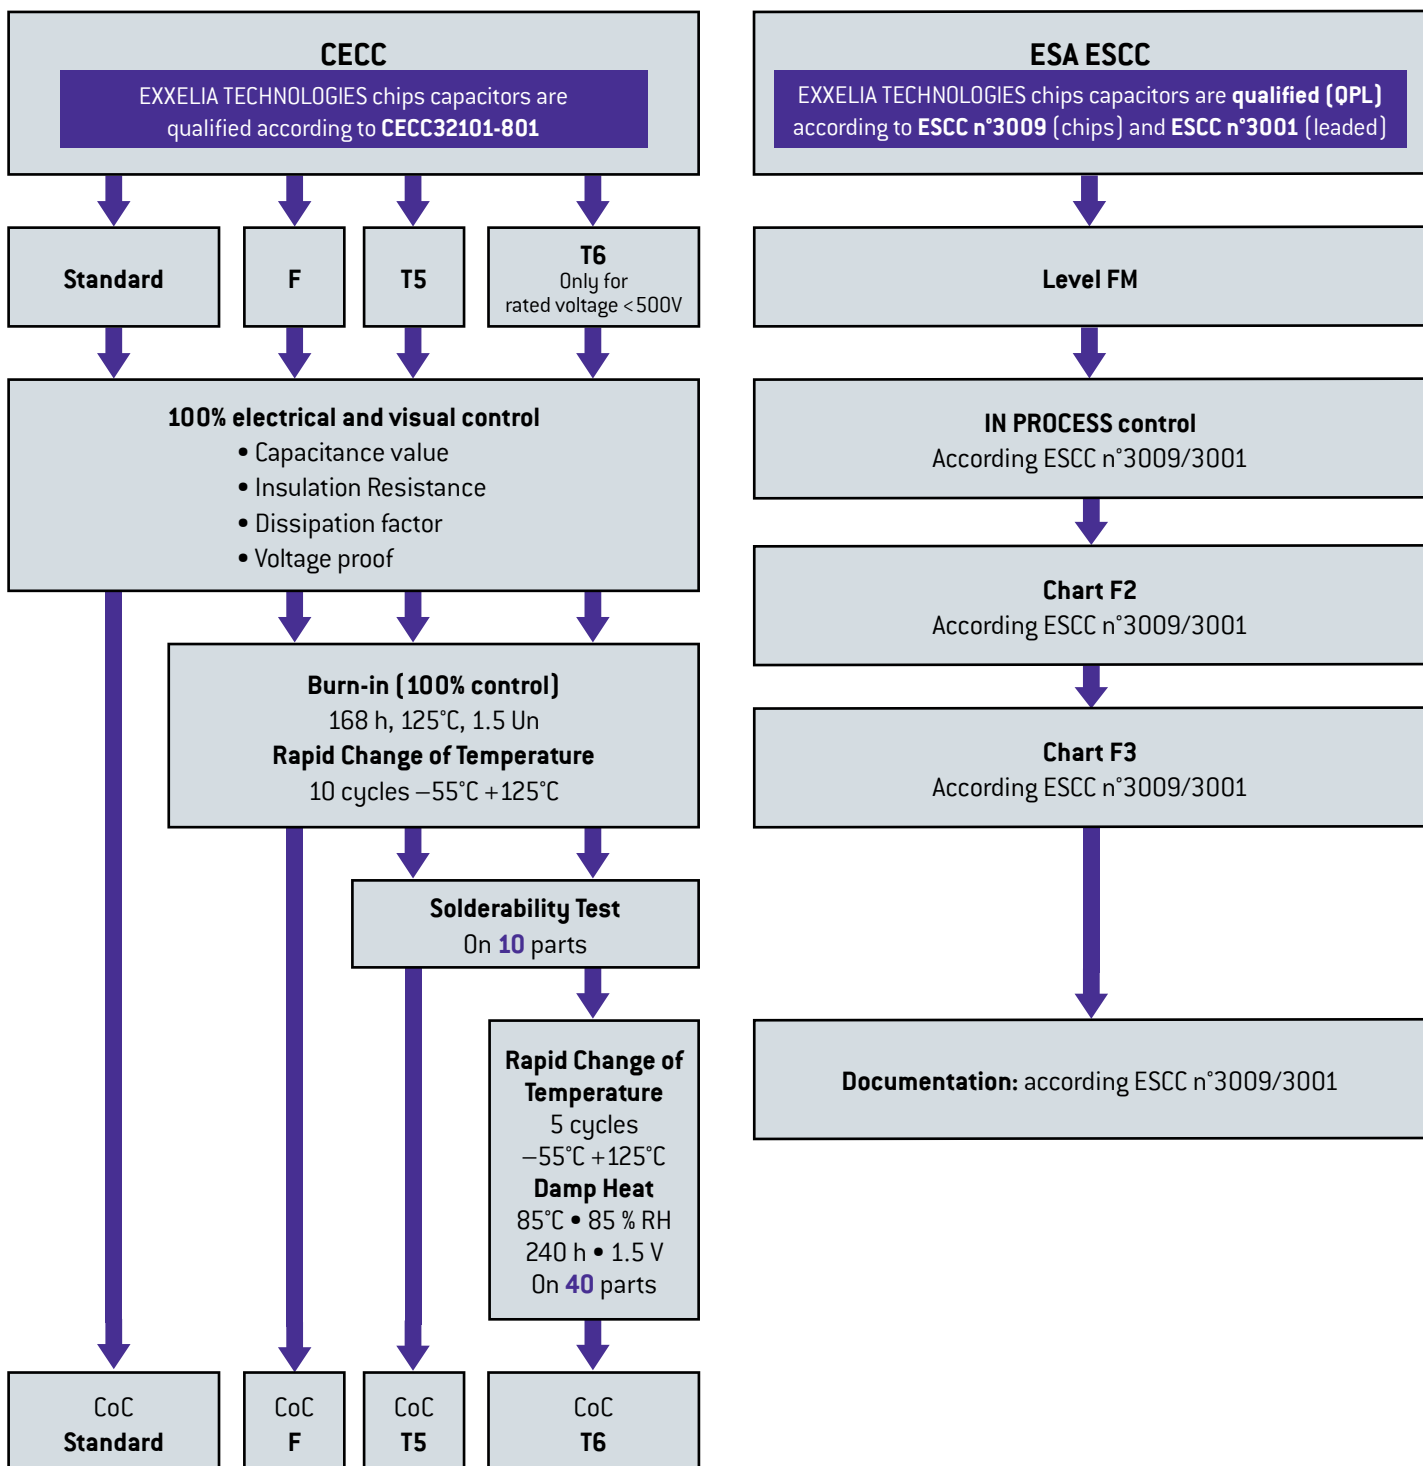 CECC
EXXELIA TECHNOLOGIES chips capacitors are
qualified according to CECC32101-801
Standard
F
T5
T6
Only for
rated voltage <500V
100% electrical and visual control
• Capacitance value
• Insulation Resistance
• Dissipation factor
• Voltage proof
Burn-in (100% control)
168 h, 125°C, 1.5 Un
Rapid Change of Temperature
10 cycles –55°C +125°C
Solderability Test
On 10 parts
Rapid Change of
Temperature
5 cycles
–55°C +125°C
Damp Heat
85°C • 85 % RH
240 h • 1.5 V
On 40 parts
CoC
Standard
CoC
F
CoC
T5
CoC
T6
ESA ESCC
EXXELIA TECHNOLOGIES chips capacitors are qualified (QPL)
according to ESCC n°3009 (chips) and ESCC n°3001 (leaded)
Level FM
IN PROCESS control
According ESCC n°3009/3001
Chart F2
According ESCC n°3009/3001
Chart F3
According ESCC n°3009/3001
Documentation: according ESCC n°3009/3001